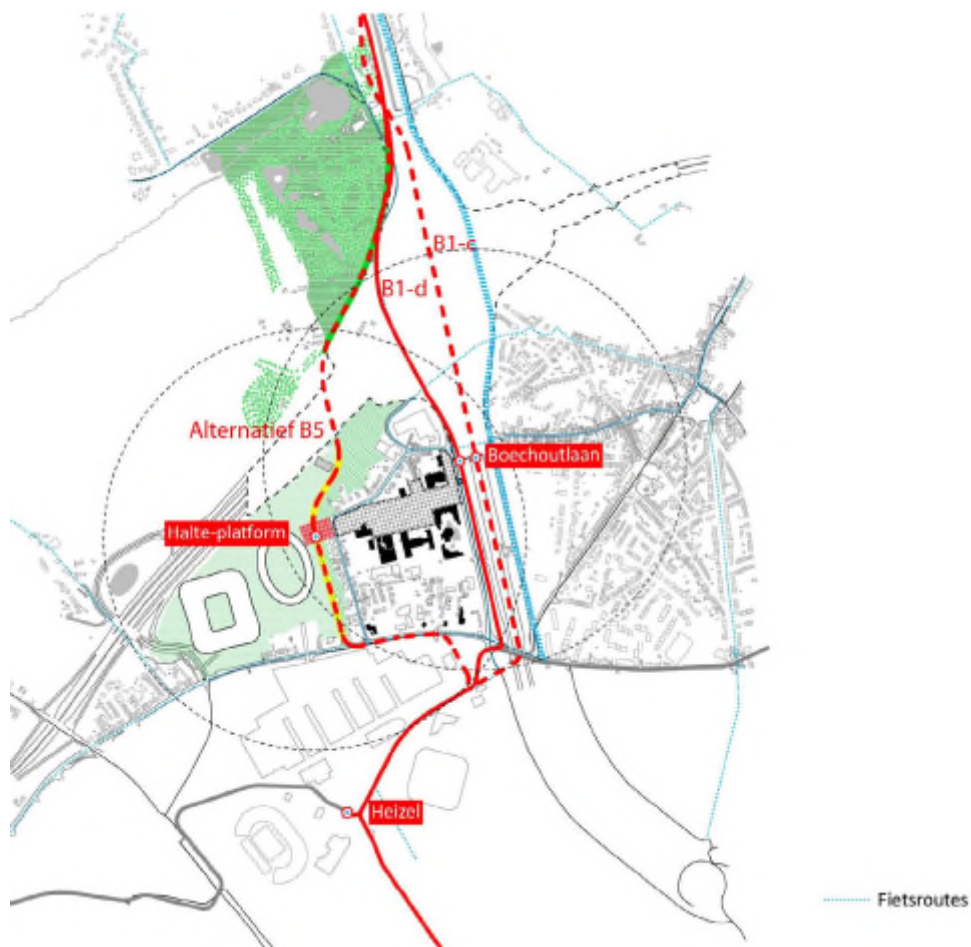 B1-c
B1-d
Alternatief B5
Boechoutlaan
Halte-platform
Heizel
Fietsroutes